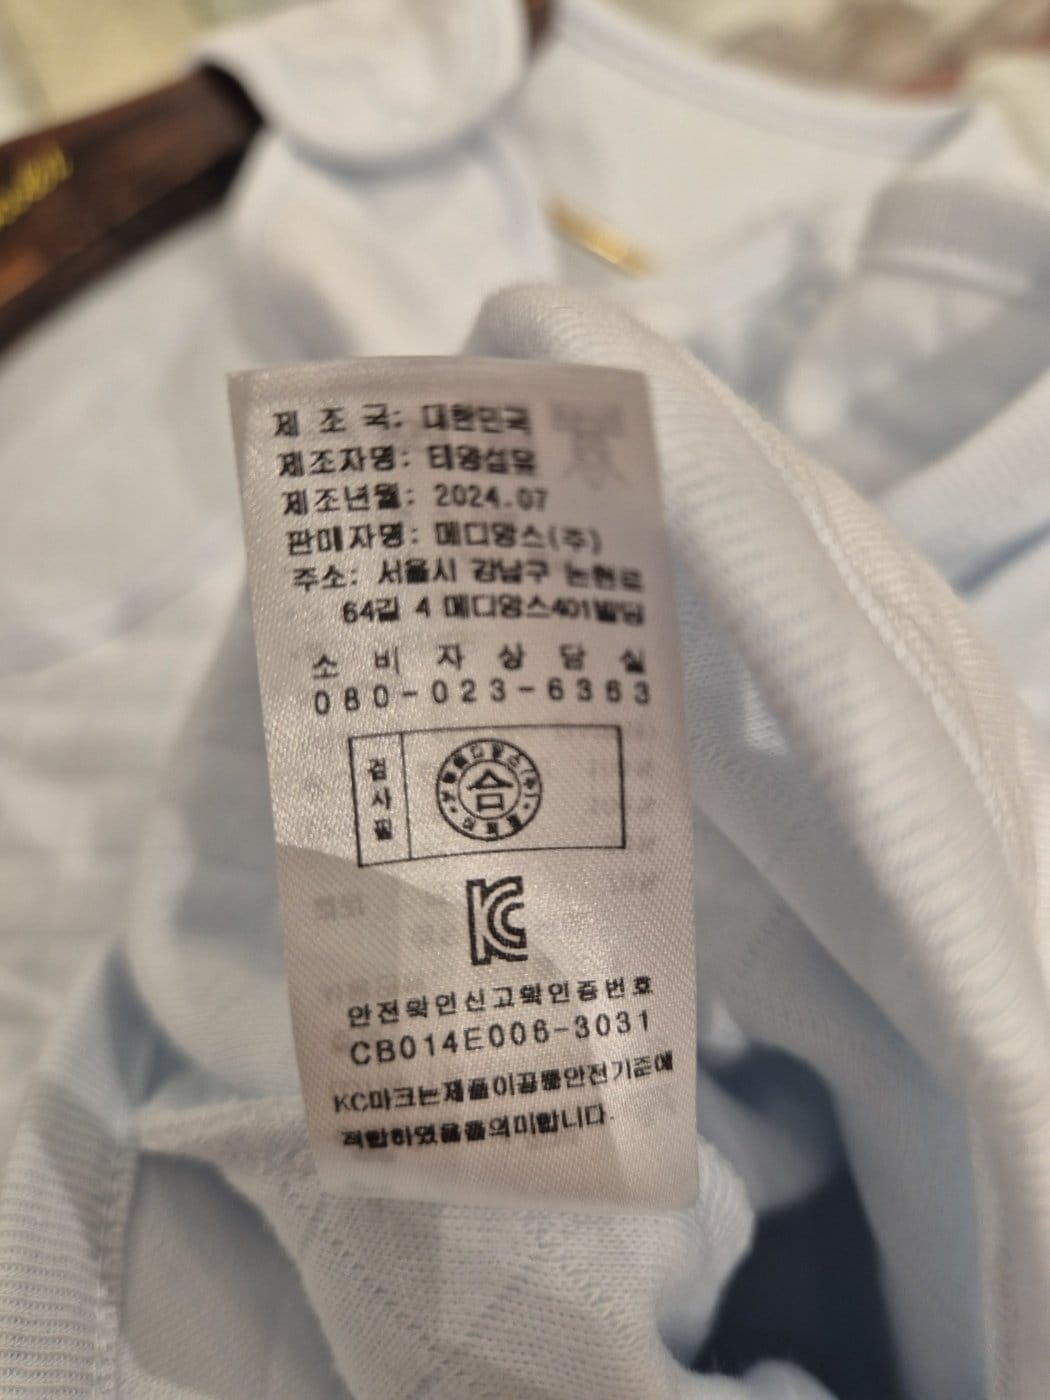 제 조 국: 대한민국
제조자명: 태왕섬유
제조년월: 2024.07
판매자명: 메디앙스(주)
주소: 서울시 강남구 논현로
64길 4 메디앙스401빌딩
소 비 자 상 담 실
080-023-6363
검사필
合
KC
안전확인신고확인증번호
CB014E006-3031
KC마크는제품이공통안전기준에
적합하였음을의미합니다.